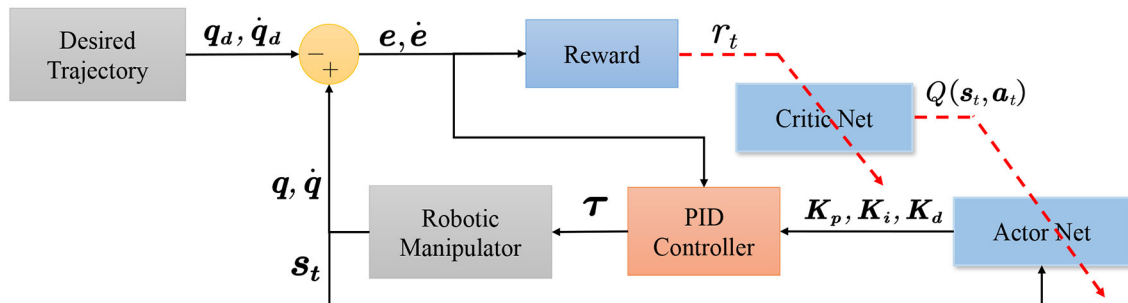 Desired
Trajectory
q_d, q̇_d
−
+
e, ė
Reward
r_t
Critic Net
Q(s_t, a_t)
q, q̇
Robotic
Manipulator
τ
PID
Controller
K_p, K_i, K_d
Actor Net
s_t